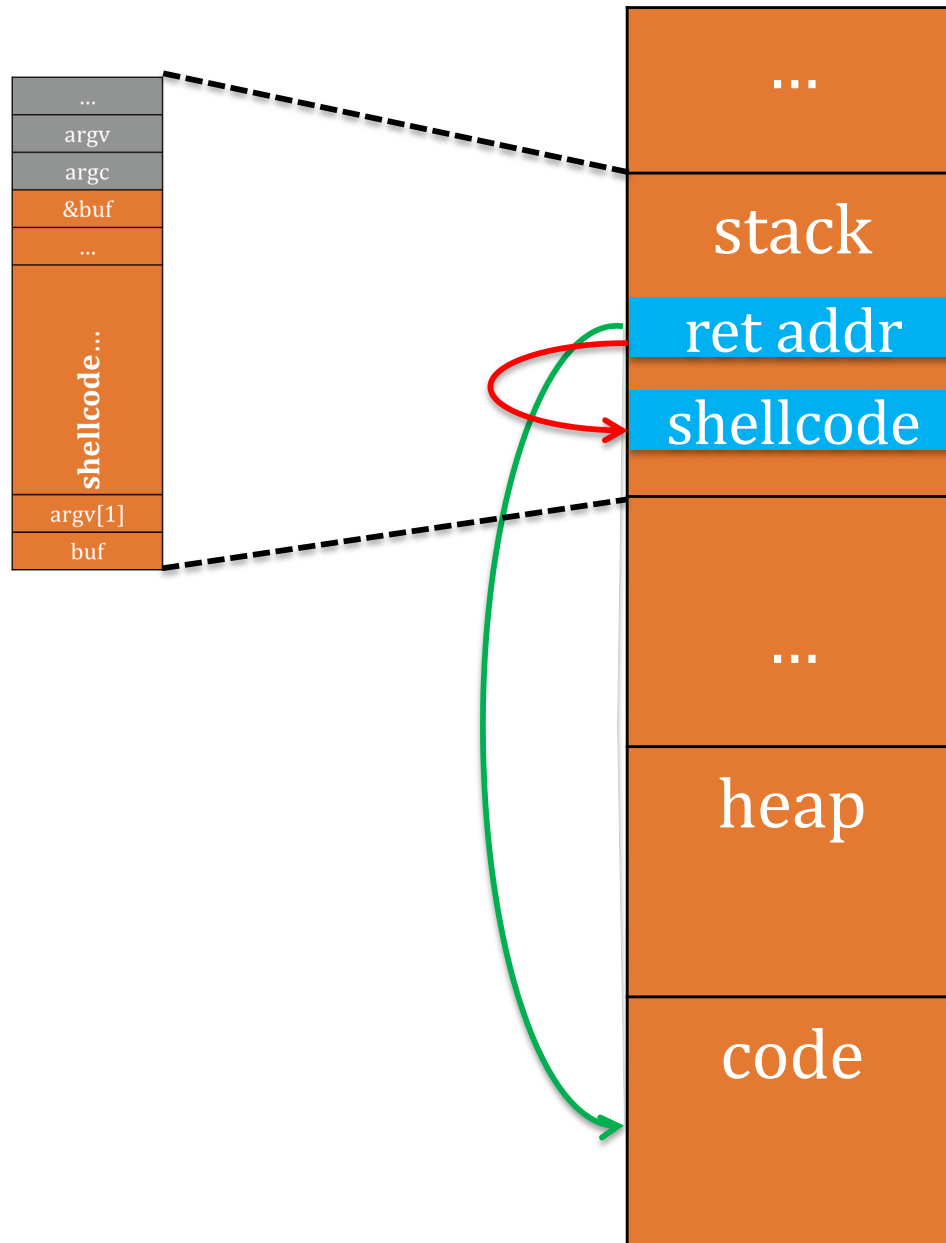 ...
argv
argc
&buf
...
shellcode...
argv[1]
buf
...
stack
ret addr
shellcode
...
heap
code